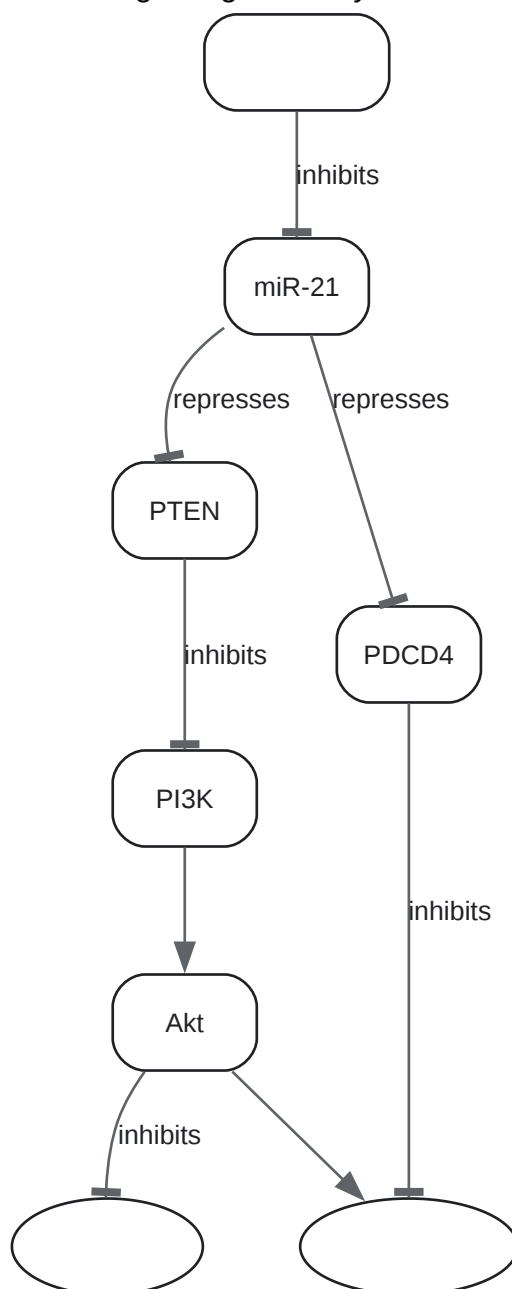 inhibits
miR-21
represses
represses
PTEN
inhibits
PDCD4
PI3K
inhibits
Akt
inhibits